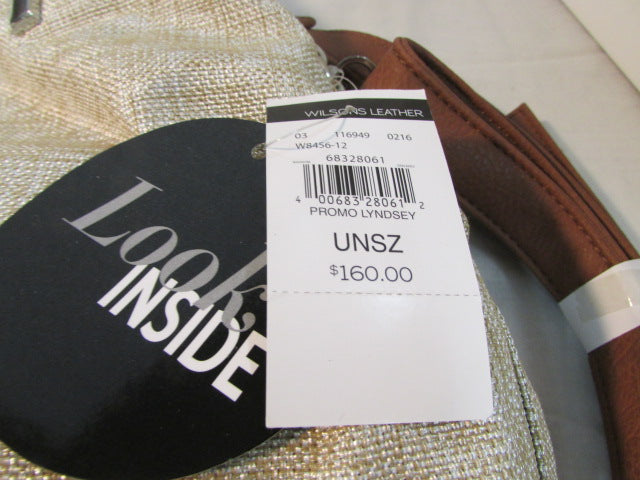 WILSONS LEATHER
03 116949 0216
W8456-12
68328061
4 00683 28061 2
PROMO LYNDSEY
UNSZ
$160.00
Look
INSIDE